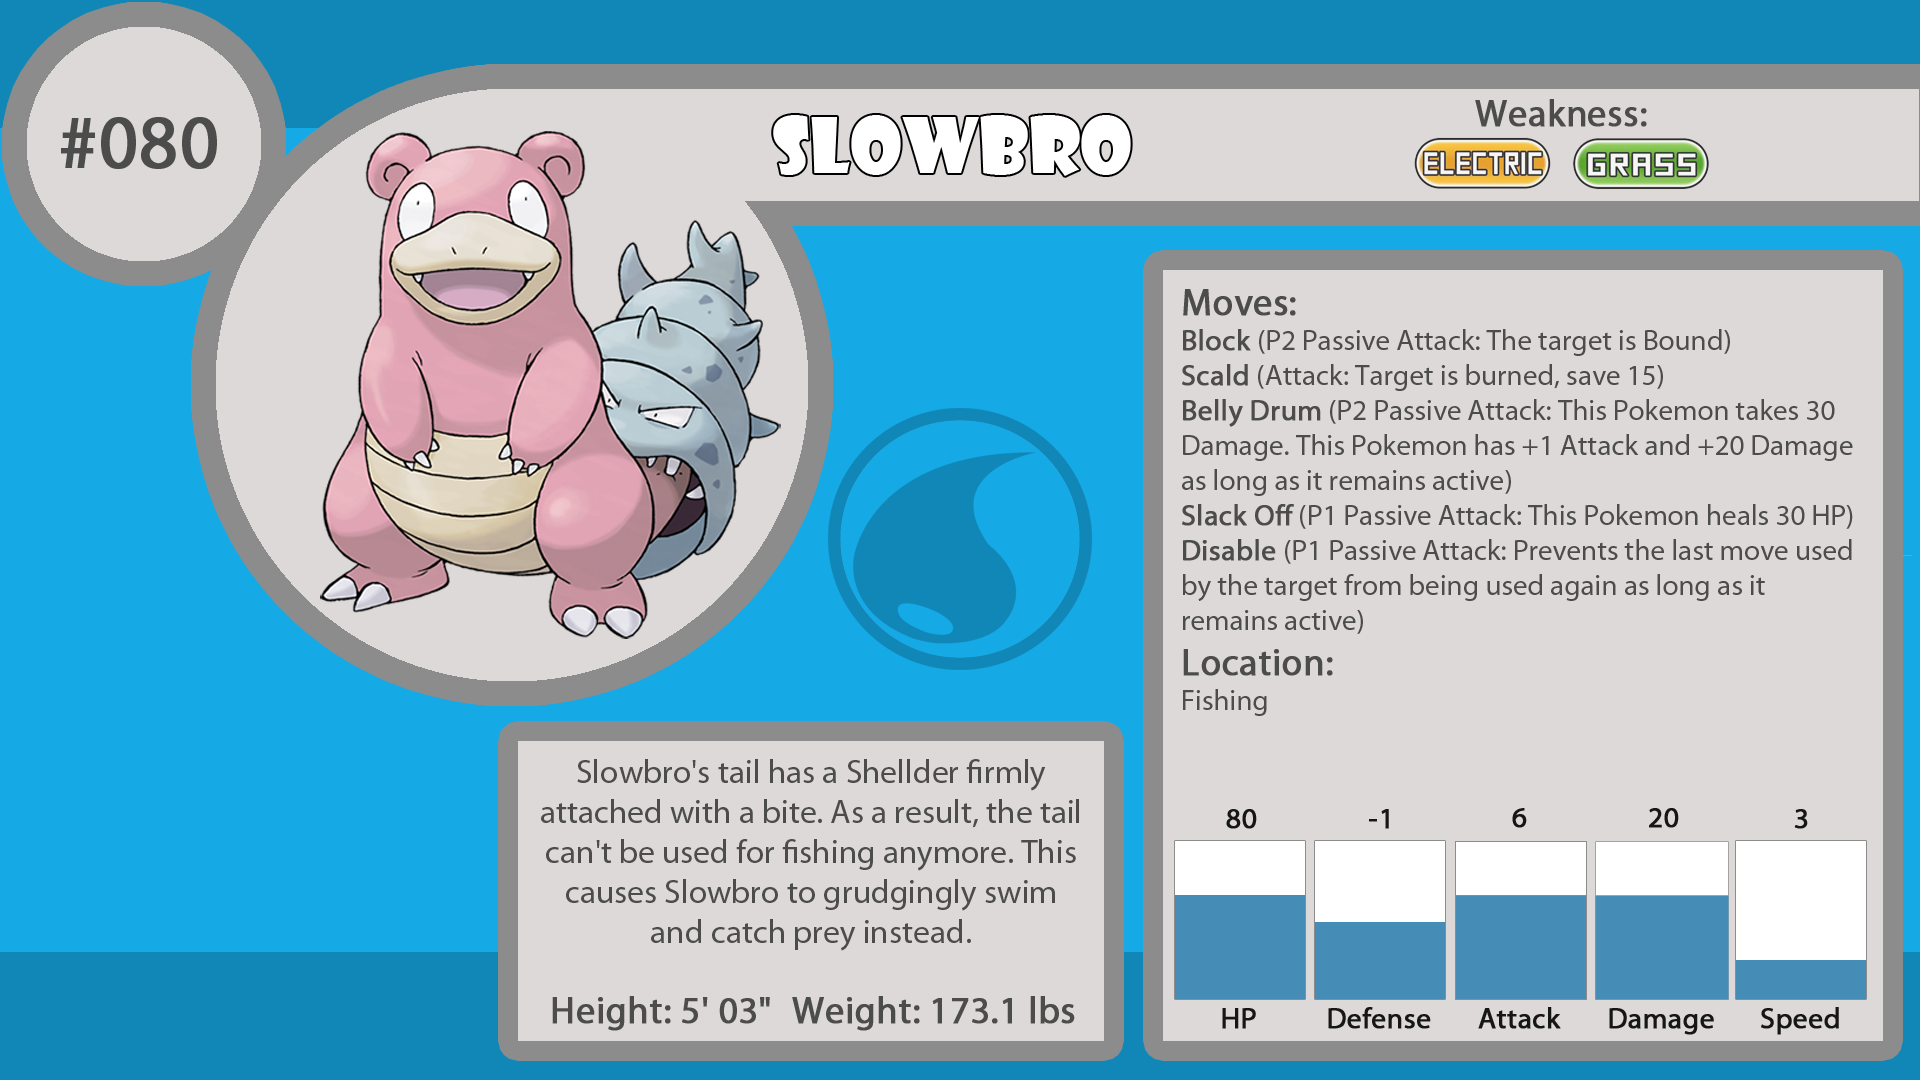 #080
SLOWBRO
Weakness:
ELECTRIC GRASS
Moves:
Block (P2 Passive Attack: The target is Bound)
Scald (Attack: Target is burned, save 15)
Belly Drum (P2 Passive Attack: This Pokemon takes 30
Damage. This Pokemon has +1 Attack and +20 Damage
as long as it remains active)
Slack Off (P1 Passive Attack: This Pokemon heals 30 HP)
Disable (P1 Passive Attack: Prevents the last move used
by the target from being used again as long as it
remains active)
Location:
Fishing
80 -1 6 20 3
HP Defense Attack Damage Speed
Slowbro's tail has a Shellder firmly
attached with a bite. As a result, the tail
can't be used for fishing anymore. This
causes Slowbro to grudgingly swim
and catch prey instead.
Height: 5' 03" Weight: 173.1 lbs